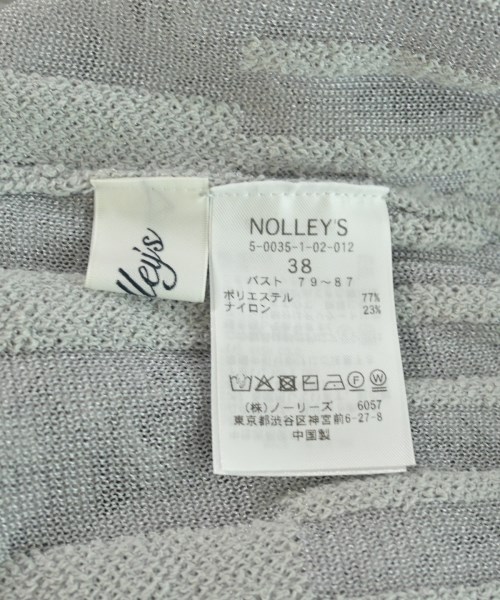 lley's
NOLLEY'S
5-0035-1-02-012
38
バスト 79～87
ポリエステル 77%
ナイロン 23%
(株)ノーリーズ 6057
東京都渋谷区神宮前6-27-8
中国製